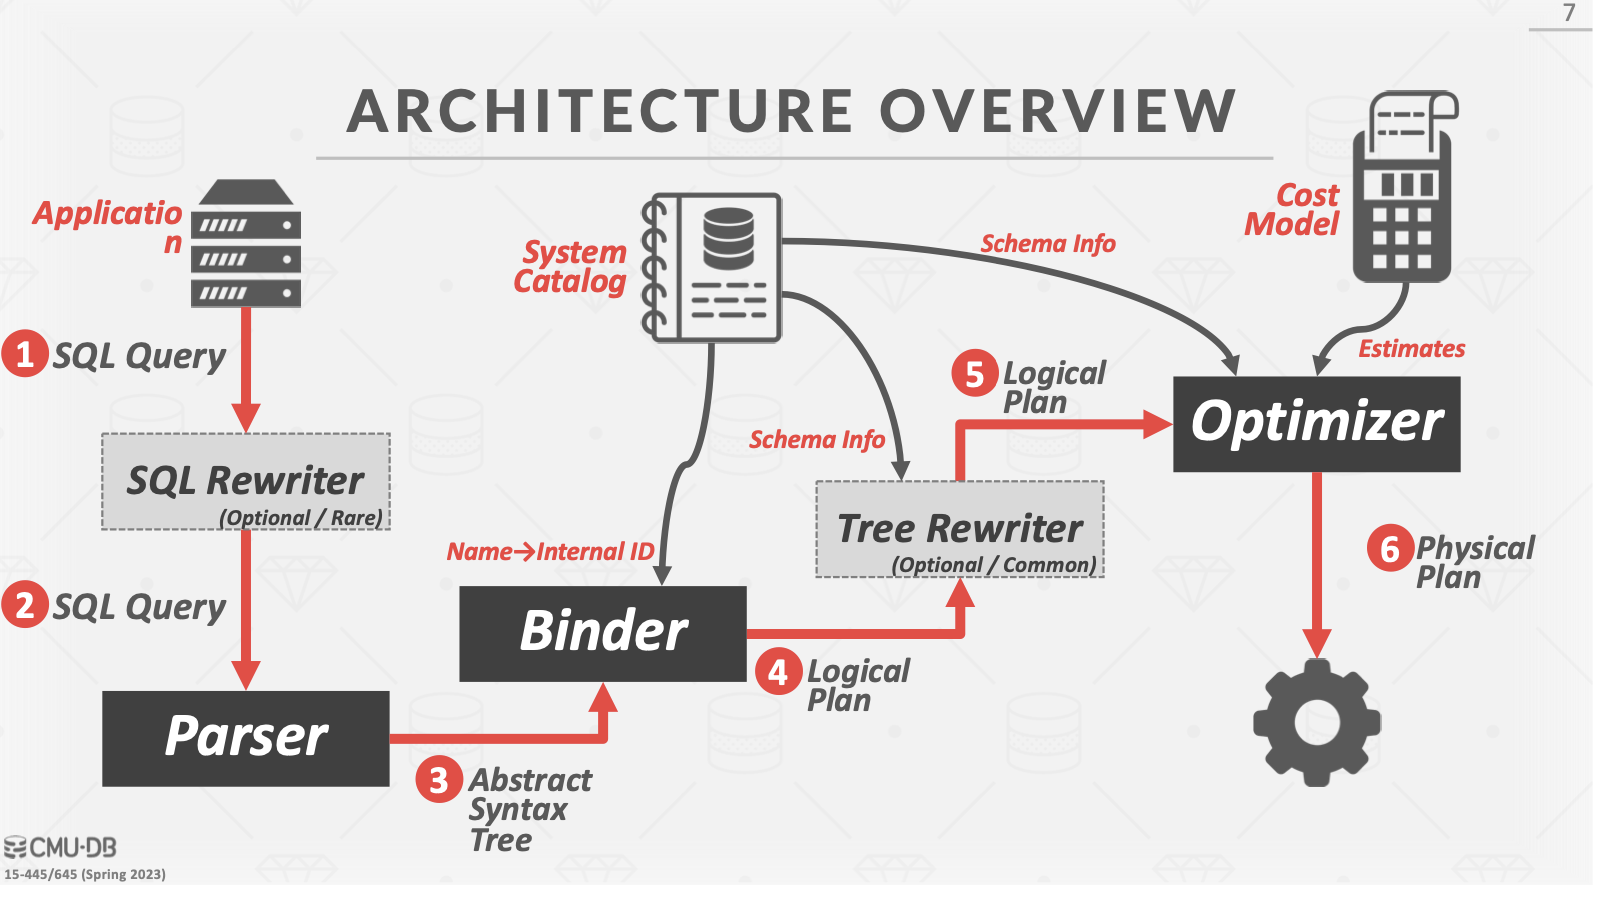 7
ARCHITECTURE OVERVIEW
Applicatio
n
System
Catalog
Schema Info
Cost
Model
Estimates
1 SQL Query
SQL Rewriter
(Optional / Rare)
2 SQL Query
Parser
3 Abstract
Syntax
Tree
Name→Internal ID
Binder
4 Logical
Plan
Schema Info
Tree Rewriter
(Optional / Common)
5 Logical
Plan
Optimizer
6 Physical
Plan
CMU·DB
15-445/645 (Spring 2023)